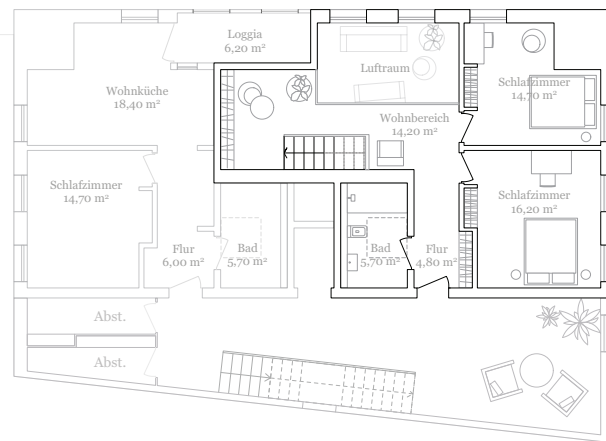 Loggia
6,20 m²
Luftraum
Wohnküche
18,40 m²
Schlafzimmer
14,70 m²
Wohnbereich
14,20 m²
Schlafzimmer
14,70 m²
Schlafzimmer
16,20 m²
Flur
6,00 m²
Bad
5,70 m²
Bad
5,70 m²
Flur
4,80 m²
Abst.
Abst.